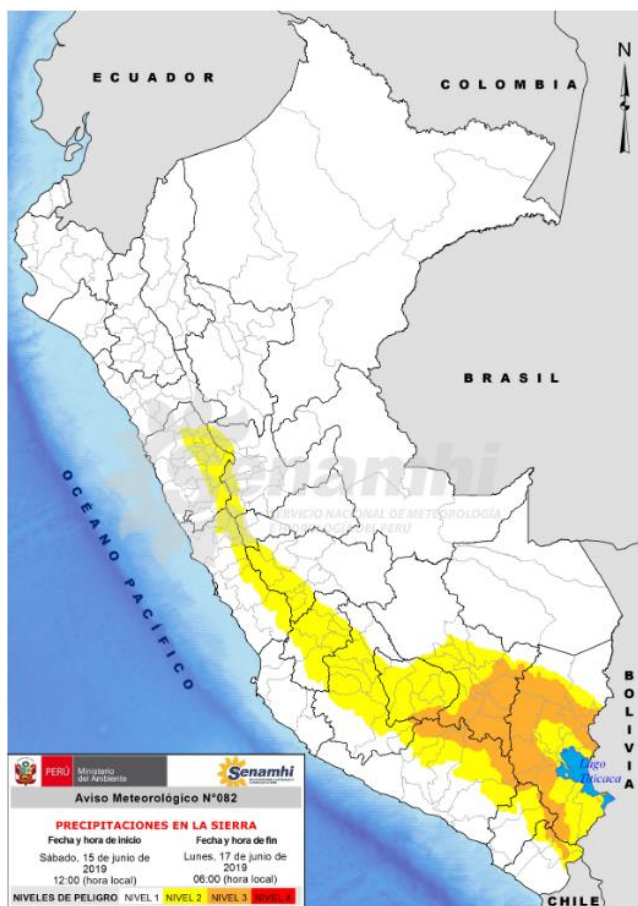 ECUADOR
COLOMBIA
N
BRASIL
OCÉANO PACÍFICO
Senamhi
SERVICIO NACIONAL DE METEOROLOGÍA
E HIDROLOGÍA DEL PERÚ
BOLIVIA
Lago
Titicaca
CHILE
PERÚ
Ministerio
del Ambiente
Senamhi
Aviso Meteorológico N°082
PRECIPITACIONES EN LA SIERRA
Fecha y hora de inicio Fecha y hora de fin
Sábado, 15 de junio de Lunes, 17 de junio de
2019 2019
12:00 (hora local) 06:00 (hora local)
NIVELES DE PELIGRO NIVEL 1 NIVEL 2 NIVEL 3 NIVEL 4